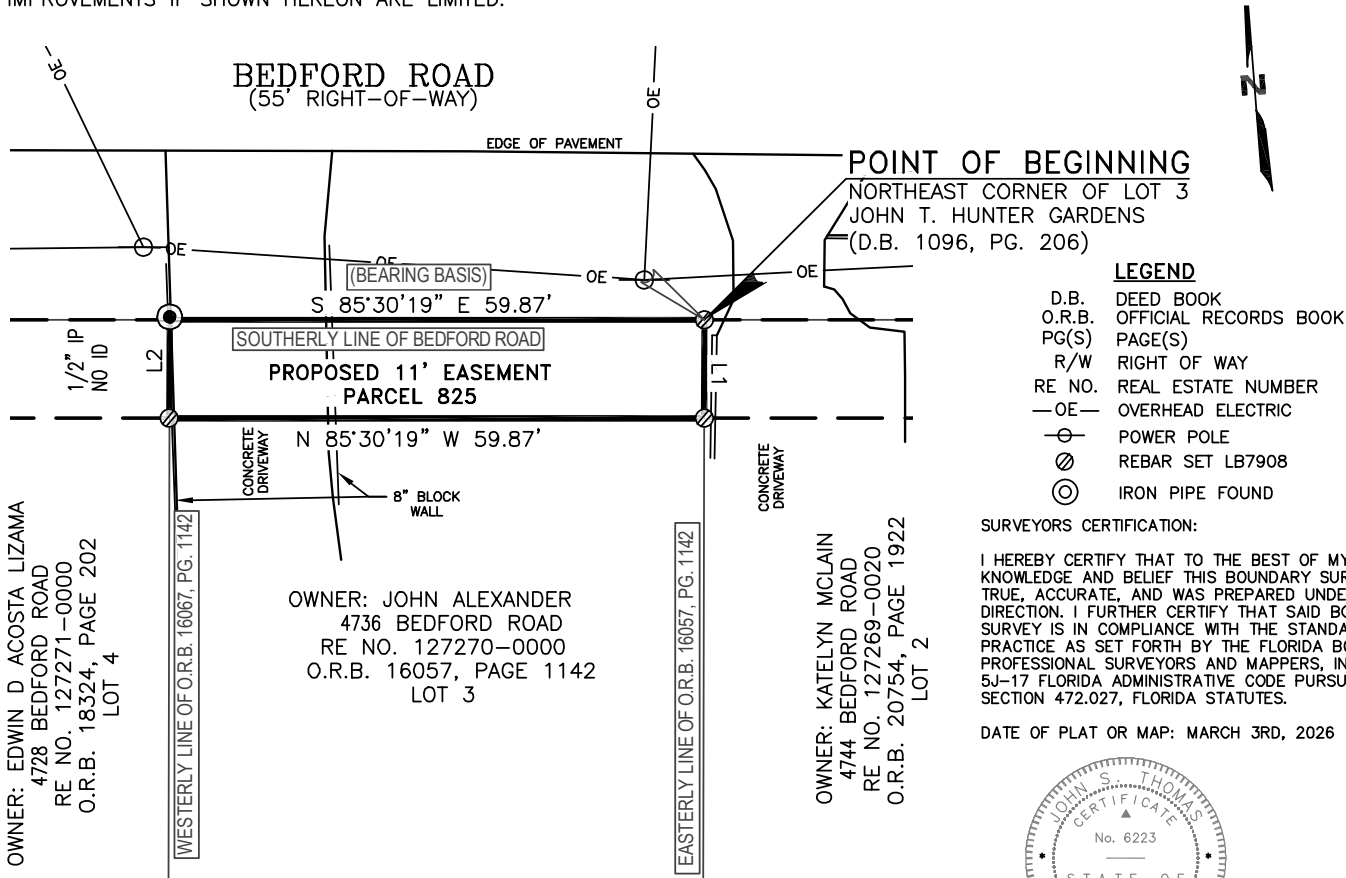 IMPROVEMENTS IF SHOWN HEREON ARE LIMITED.
BEDFORD ROAD
(55' RIGHT-OF-WAY)
OE
OE
N
EDGE OF PAVEMENT
POINT OF BEGINNING
NORTHEAST CORNER OF LOT 3
JOHN T. HUNTER GARDENS
(D.B. 1096, PG. 206)
OE
OE
OE
OE
(BEARING BASIS)
S 85°30'19" E 59.87'
SOUTHERLY LINE OF BEDFORD ROAD
1/2" IP
NO ID
L2
PROPOSED 11' EASEMENT
PARCEL 825
L1
N 85°30'19" W 59.87'
CONCRETE
DRIVEWAY
8" BLOCK
WALL
CONCRETE
DRIVEWAY
LEGEND
D.B. DEED BOOK
O.R.B. OFFICIAL RECORDS BOOK
PG(S) PAGE(S)
R/W RIGHT OF WAY
RE NO. REAL ESTATE NUMBER
—OE— OVERHEAD ELECTRIC
POWER POLE
REBAR SET LB7908
IRON PIPE FOUND
OWNER: EDWIN D ACOSTA LIZAMA
4728 BEDFORD ROAD
RE NO. 127271-0000
O.R.B. 18324, PAGE 202
LOT 4
WESTERLY LINE OF O.R.B. 16067, PG. 1142
OWNER: JOHN ALEXANDER
4736 BEDFORD ROAD
RE NO. 127270-0000
O.R.B. 16057, PAGE 1142
LOT 3
EASTERLY LINE OF O.R.B. 16057, PG. 1142
OWNER: KATELYN MCLAIN
4744 BEDFORD ROAD
RE NO. 127269-0020
O.R.B. 20754, PAGE 1922
LOT 2
SURVEYORS CERTIFICATION:
I HEREBY CERTIFY THAT TO THE BEST OF MY
KNOWLEDGE AND BELIEF THIS BOUNDARY SUR
TRUE, ACCURATE, AND WAS PREPARED UNDE
DIRECTION. I FURTHER CERTIFY THAT SAID BO
SURVEY IS IN COMPLIANCE WITH THE STANDA
PRACTICE AS SET FORTH BY THE FLORIDA BO
PROFESSIONAL SURVEYORS AND MAPPERS, IN
5J-17 FLORIDA ADMINISTRATIVE CODE PURSU
SECTION 472.027, FLORIDA STATUTES.
DATE OF PLAT OR MAP: MARCH 3RD, 2026
JOHN S. THOMAS
CERTIFICATE
No. 6223
STATE OF